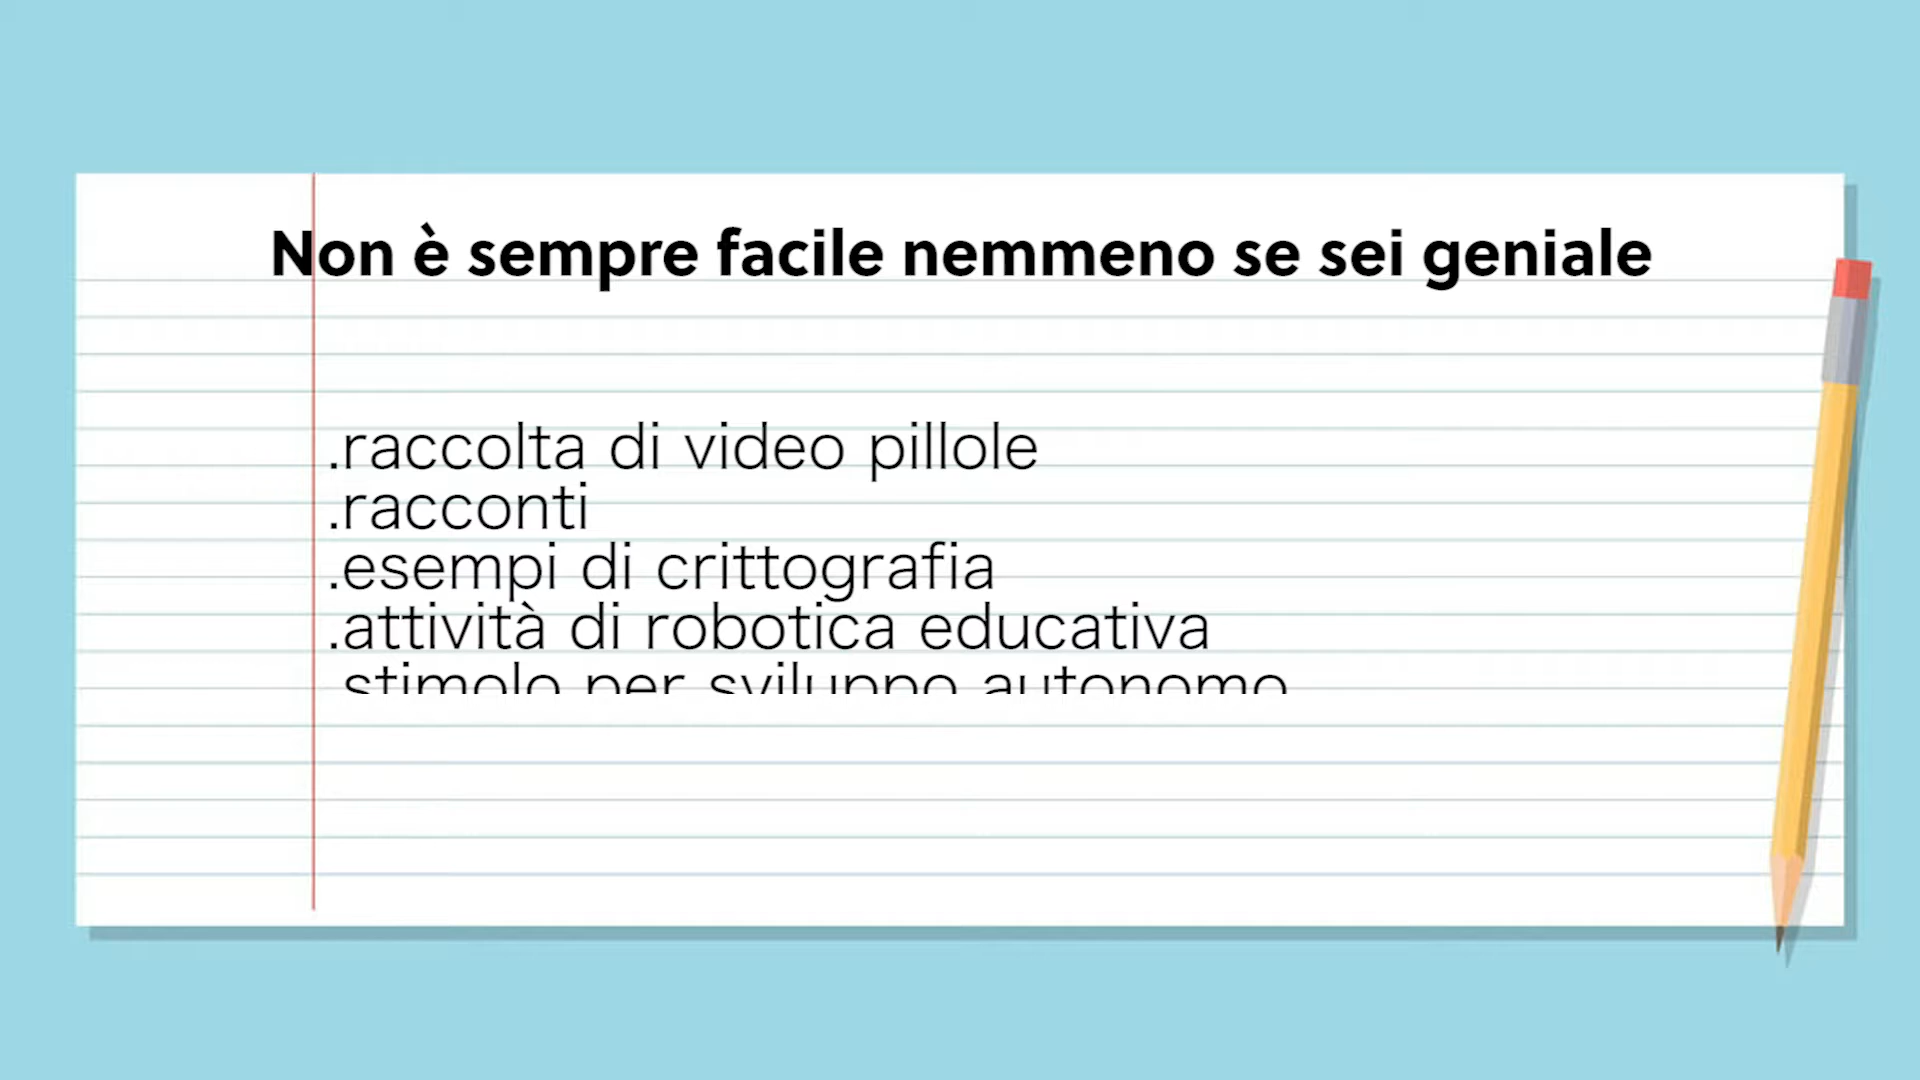 Non è sempre facile nemmeno se sei geniale
.raccolta di video pillole
.racconti
.esempi di crittografia
.attività di robotica educativa
stimolo per sviluppo autonomo